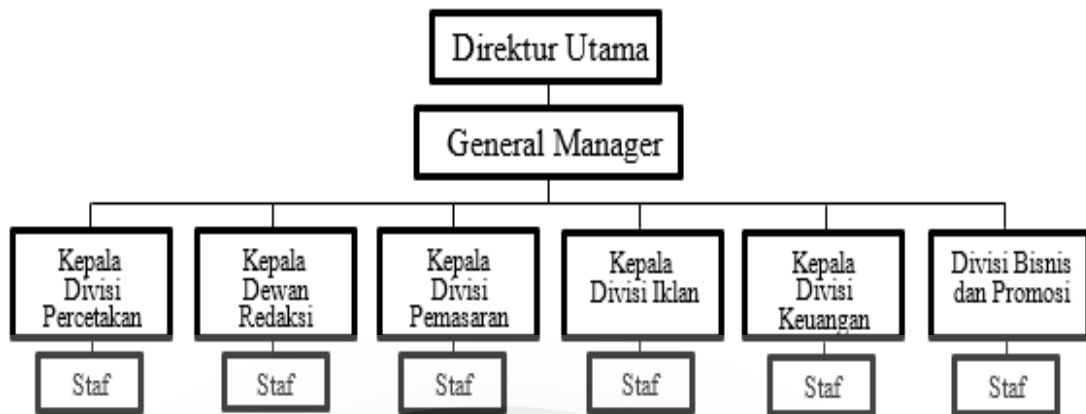 Direktur Utama
General Manager
Kepala
Divisi
Percetakan
Kepala
Dewan
Redaksi
Kepala
Divisi
Pemasaran
Kepala
Divisi Iklan
Kepala
Divisi
Keuangan
Divisi Bisnis
dan Promosi
Staf
Staf
Staf
Staf
Staf
Staf